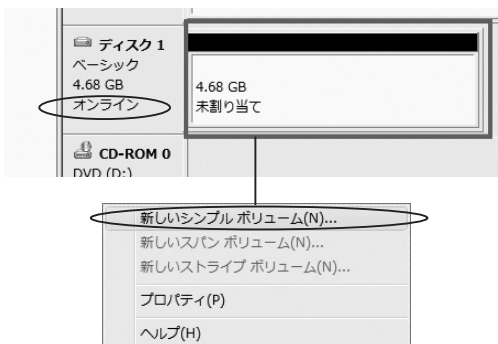 ディスク 1
ベーシック
4.68 GB
オンライン
4.68 GB
未割り当て
CD-ROM 0
DVD (D:)
新しいシンプル ボリューム(N)...
新しいスパン ボリューム(N)...
新しいストライプ ボリューム(N)...
プロパティ(P)
ヘルプ(H)